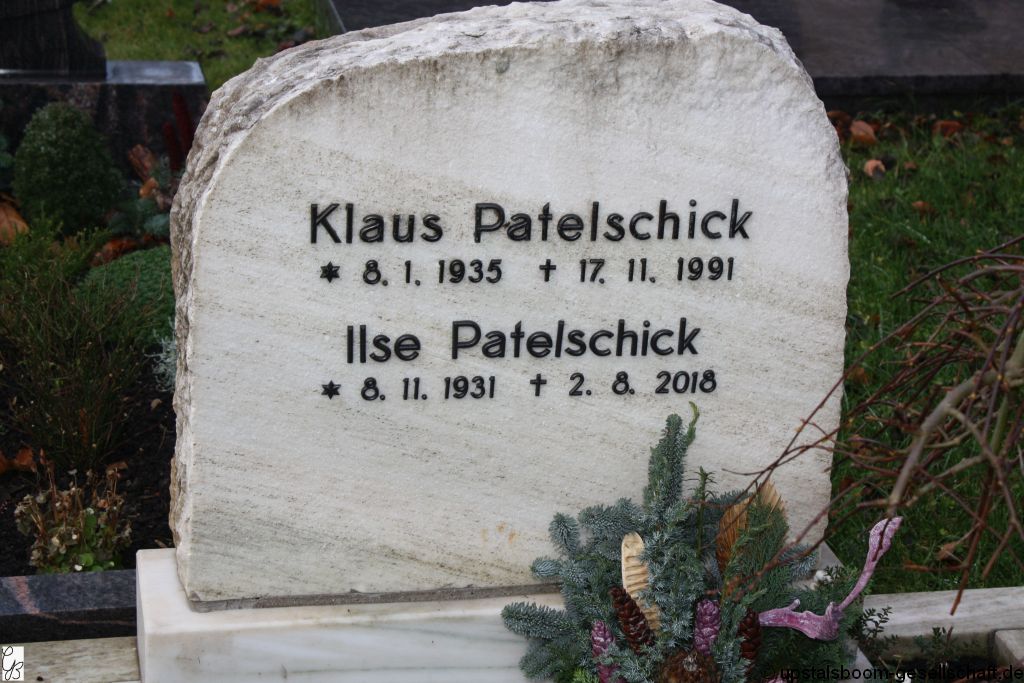 Klaus Patelschick
* 8. 1. 1935 † 17. 11. 1991
Ilse Patelschick
* 8. 11. 1931 † 2. 8. 2018
© upstalsboom-gesellschaft.de